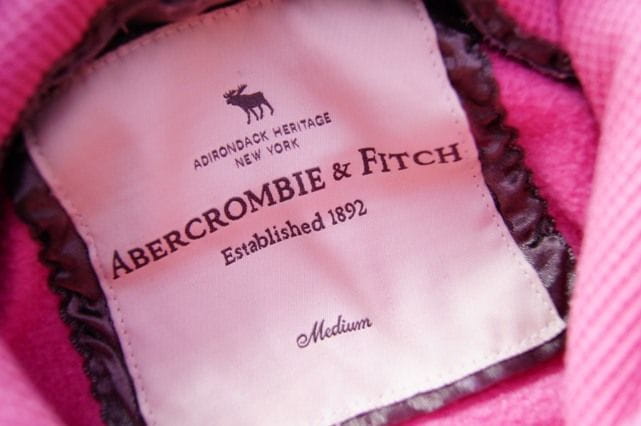 ADIRONDACK HERITAGE
NEW YORK
ABERCROMBIE & FITCH
Established 1892
Medium